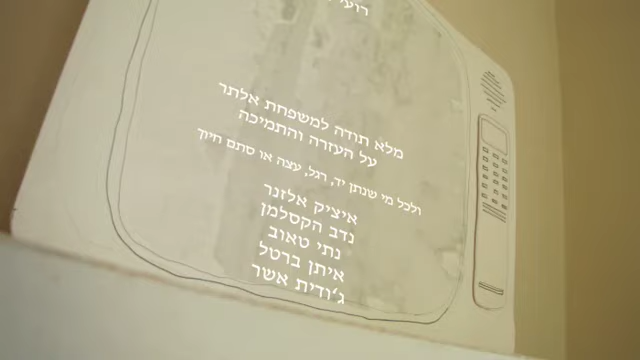 רועי
מלא תודה למשפחת אלתר
על העזרה והתמיכה
ולכל מי שנתן יד, רגל, עצה או סתם חיוך
איציק אלזנר
נדב הקסלמן
נתי טאוב
איתן ברטל
ג'ודית אשר